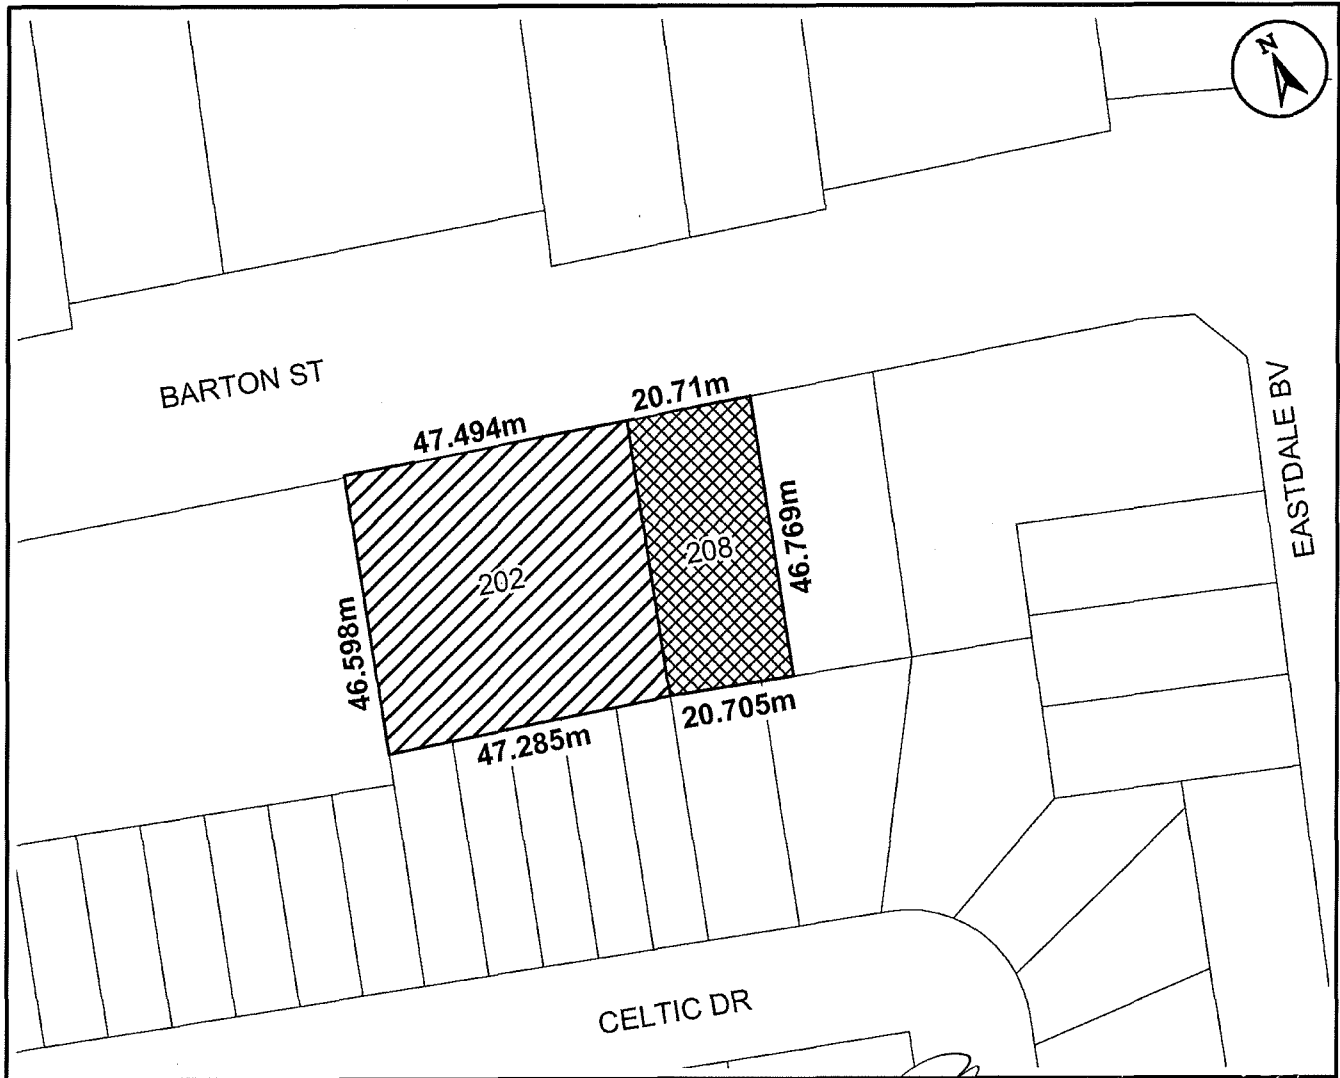 N
BARTON ST
20.71m
47.494m
EASTDALE BV
46.769m
208
202
46.598m
20.705m
47.285m
CELTIC DR